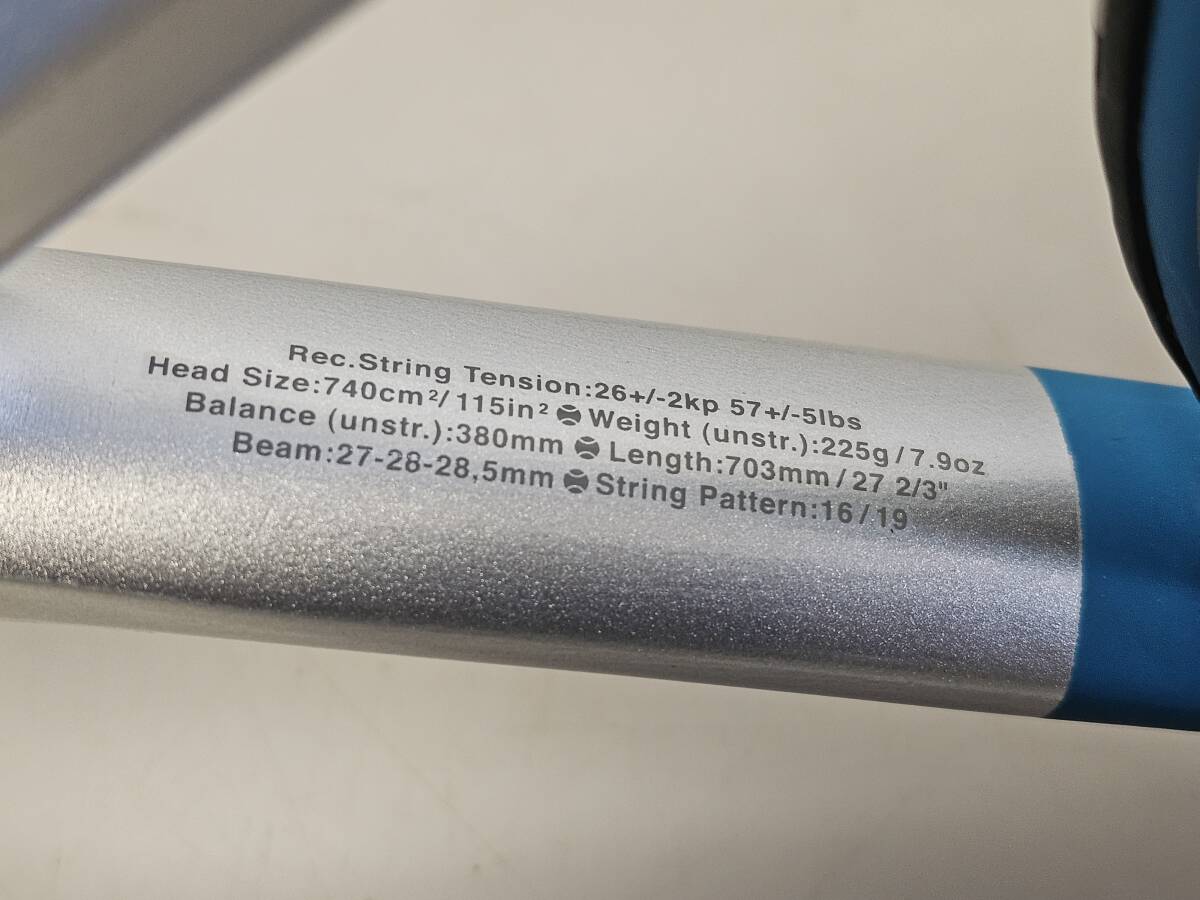 Rec.String Tension:26+/-2kp 57+/-5lbs
Head Size:740cm²/115in² Weight (unstr.):225g/7.9oz
Balance (unstr.):380mm Length:703mm/27 2/3"
Beam:27-28-28,5mm String Pattern:16/19